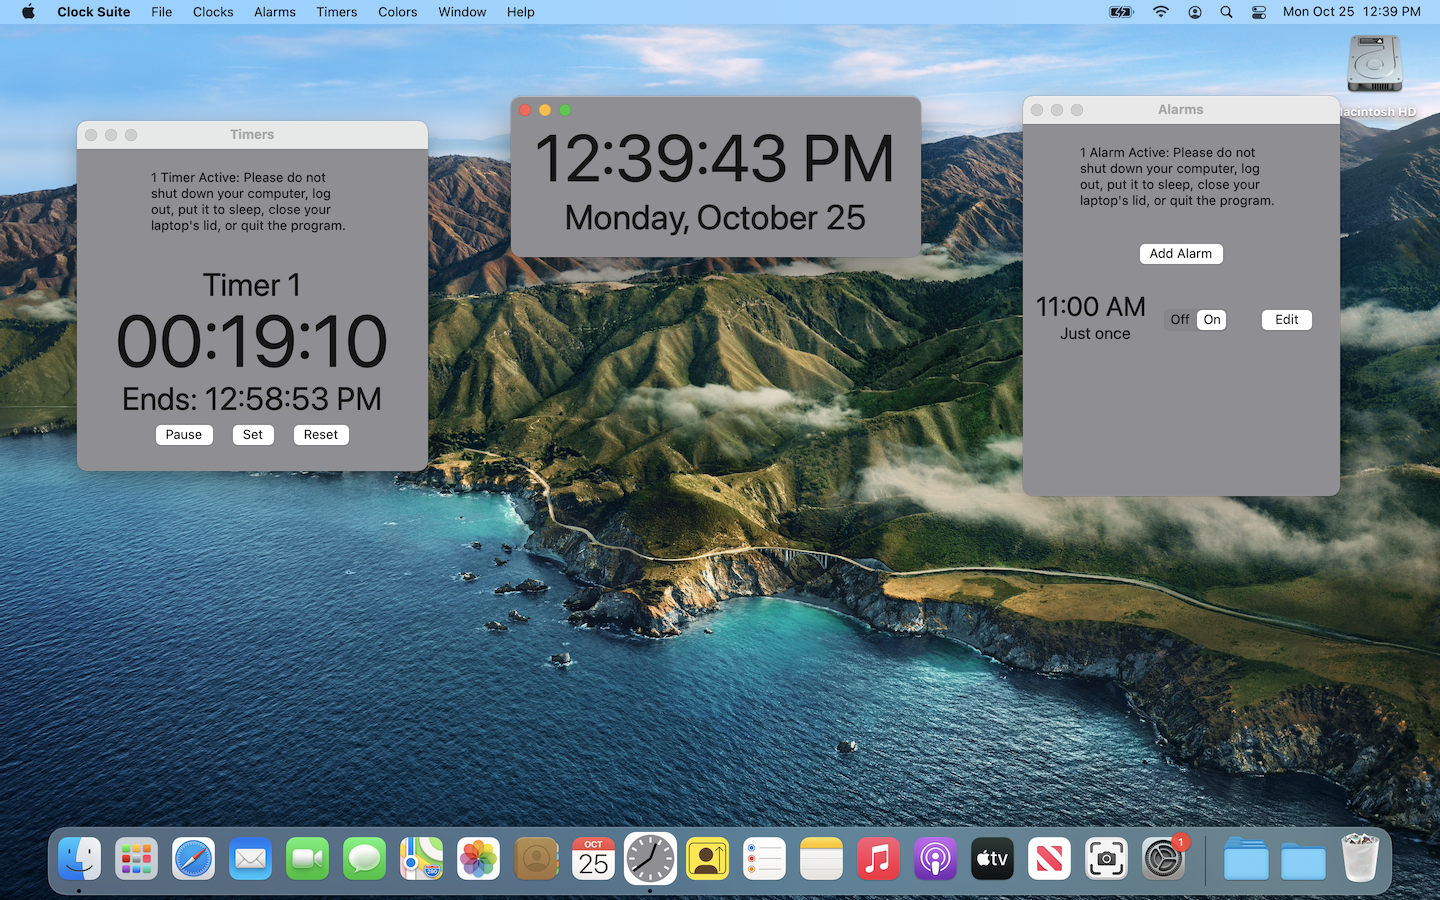 Clock Suite File Clocks Alarms Timers Colors Window Help Mon Oct 25 12:39 PM
acintosh HD
Timers
1 Timer Active: Please do not
shut down your computer, log
out, put it to sleep, close your
laptop's lid, or quit the program.
Timer 1
00:19:10
Ends: 12:58:53 PM
Pause Set Reset
12:39:43 PM
Monday, October 25
Alarms
1 Alarm Active: Please do not
shut down your computer, log
out, put it to sleep, close your
laptop's lid, or quit the program.
Add Alarm
11:00 AM
Just once
Off On
Edit
OCT
25
280
tv
1